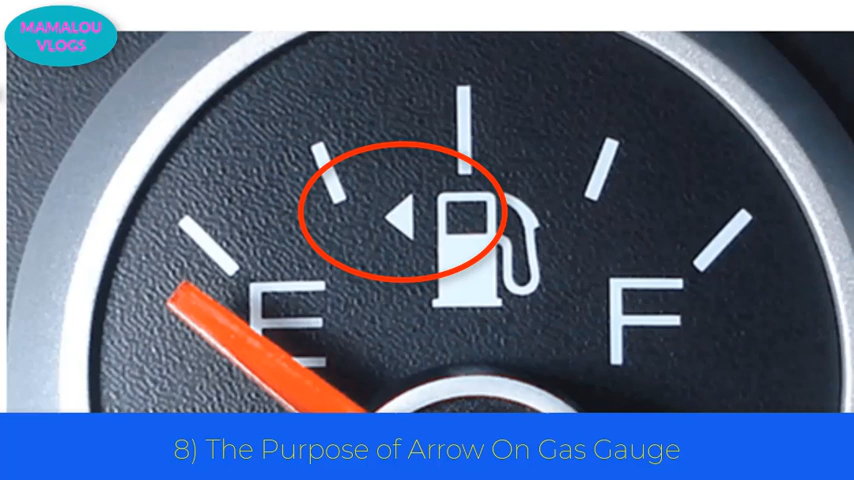 MAMALOU
VLOGS
E
F
8) The Purpose of Arrow On Gas Gauge